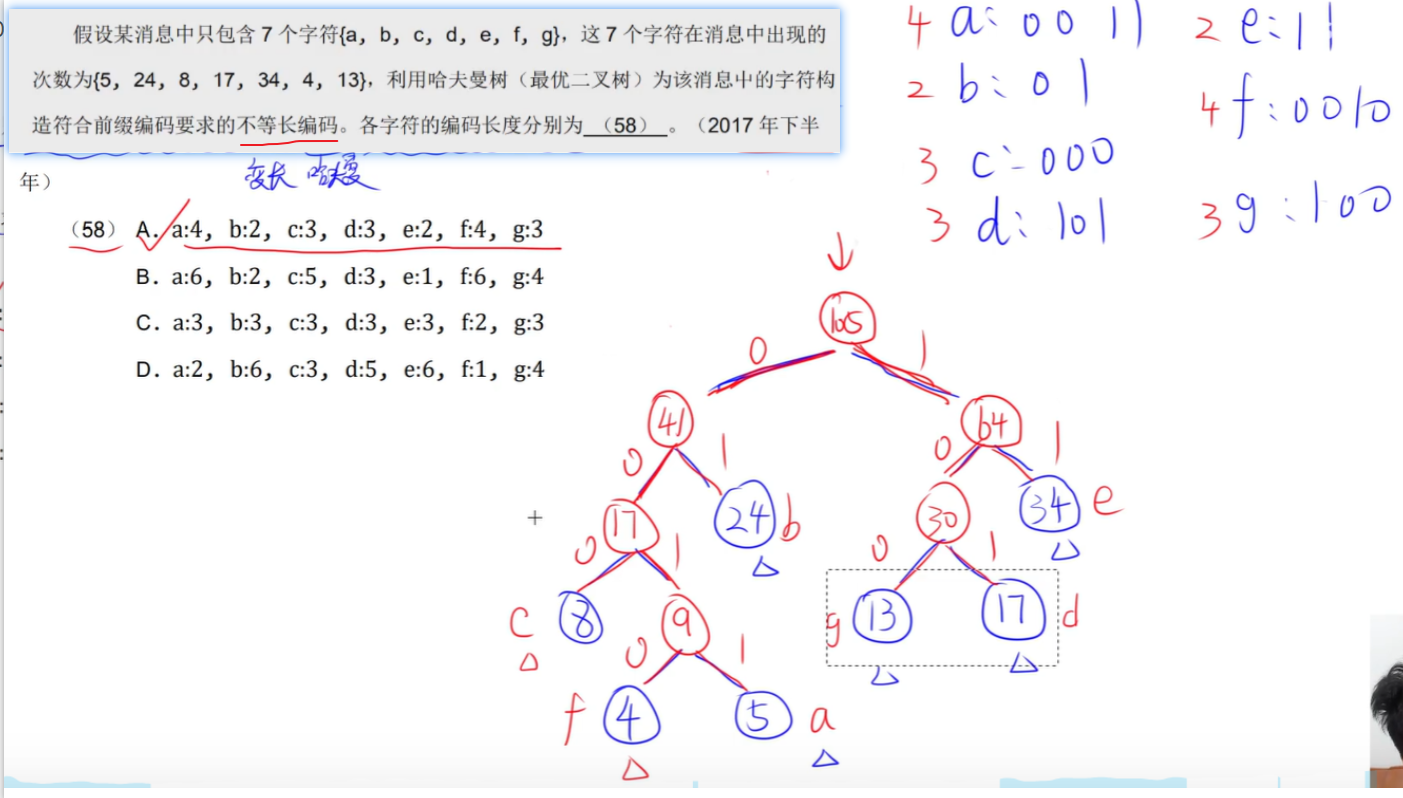 假设某消息中只包含 7 个字符{a，b，c，d，e，f，g}，这 7 个字符在消息中出现的
次数为{5，24，8，17，34，4，13}，利用哈夫曼树（最优二叉树）为该消息中的字符构
造符合前缀编码要求的不等长编码。各字符的编码长度分别为 （58） 。（2017 年下半
年）
变长 哈夫曼
（58） A. a:4，b:2，c:3，d:3，e:2，f:4，g:3
B. a:6，b:2，c:5，d:3，e:1，f:6，g:4
C. a:3，b:3，c:3，d:3，e:3，f:2，g:3
D. a:2，b:6，c:3，d:5，e:6，f:1，g:4
4 a: 0011
2 b: 01
3 c: 000
3 d: 101
2 e: 11
4 f: 0010
3 g: 100
105
0 1
41 64
0 1 0 1
17 24 b 30 34 e
0 1 0 1
c 8 9 g 13 17 d
0 1
f 4 5 a